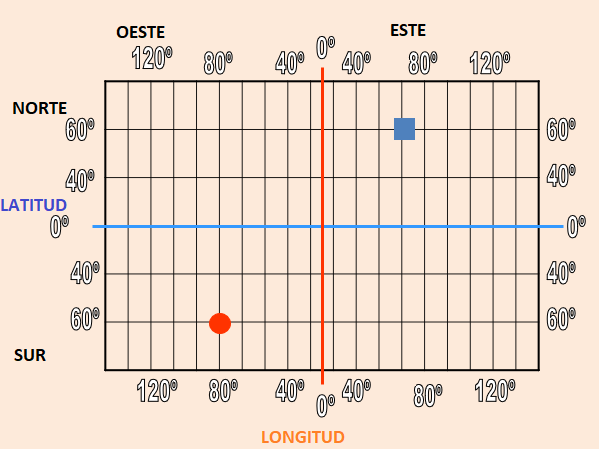 OESTE ESTE
120º 80º 40º 0º 40º 80º 120º
NORTE
60º 60º
40º 40º
LATITUD
0º 0º
40º 40º
60º 60º
SUR
120º 80º 40º 0º 40º 80º 120º
LONGITUD